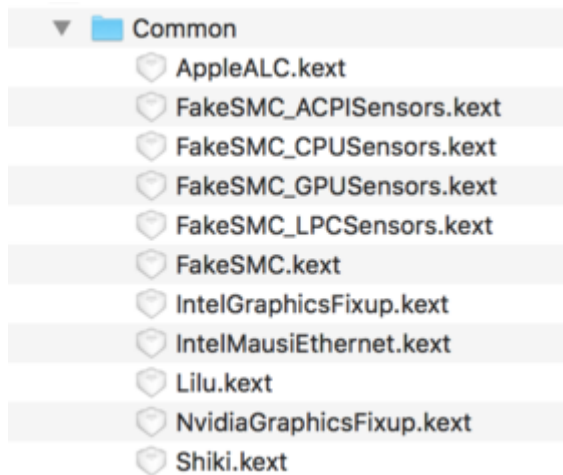 Common
AppleALC.kext
FakeSMC_ACPISensors.kext
FakeSMC_CPUSensors.kext
FakeSMC_GPUSensors.kext
FakeSMC_LPCSensors.kext
FakeSMC.kext
IntelGraphicsFixup.kext
IntelMausiEthernet.kext
Lilu.kext
NvidiaGraphicsFixup.kext
Shiki.kext